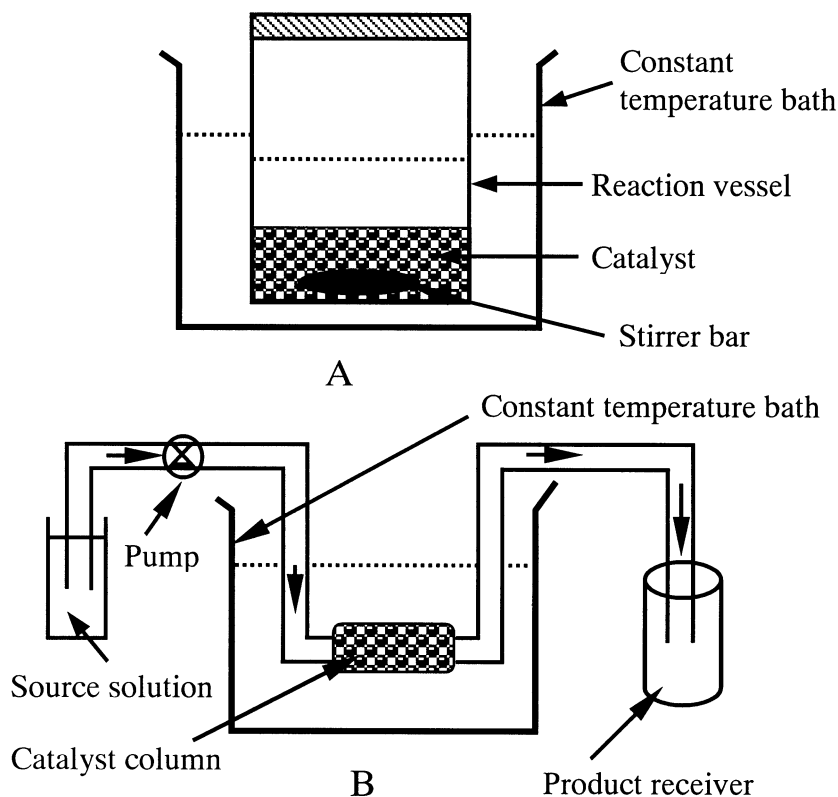 Constant
temperature bath
Reaction vessel
Catalyst
Stirrer bar
A
Constant temperature bath
Pump
Source solution
Catalyst column
B
Product receiver